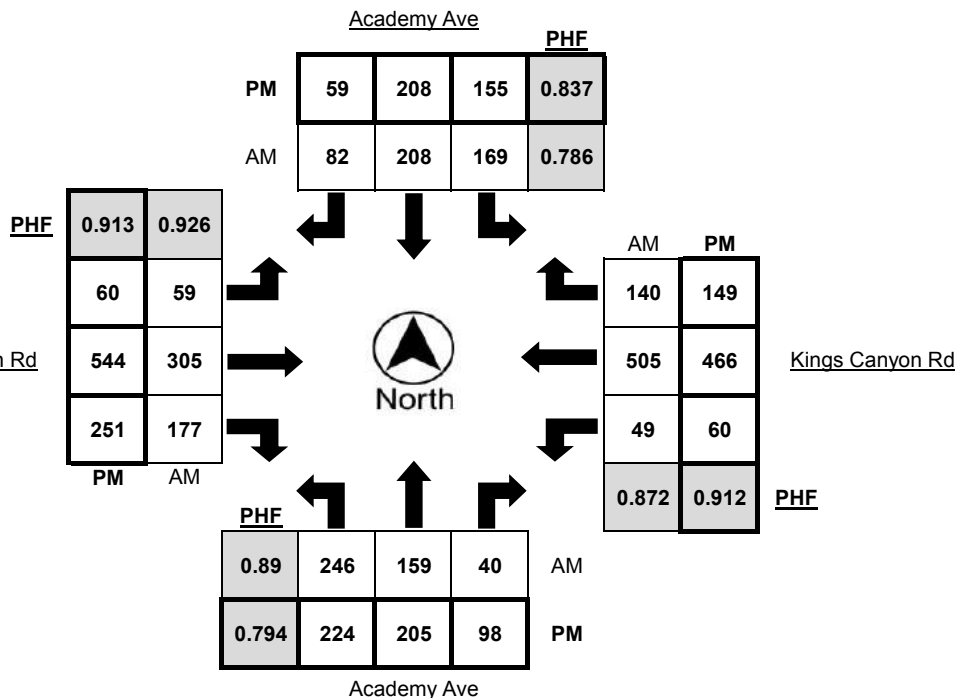 Academy Ave
PHF
PM 59 208 155 0.837
AM 82 208 169 0.786
PHF 0.913 0.926
AM PM
60 59
140 149
n Rd 544 305
505 466 Kings Canyon Rd
North
251 177
49 60
PM AM
0.872 0.912 PHF
PHF
0.89 246 159 40 AM
0.794 224 205 98 PM
Academy Ave